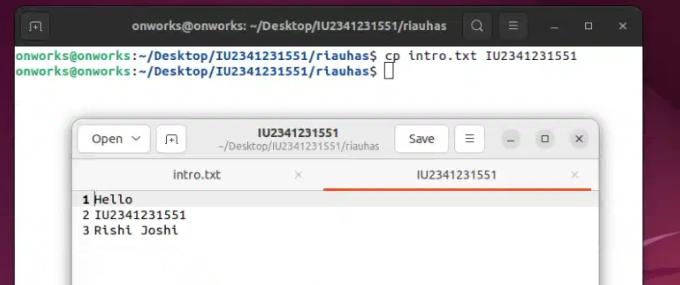 onworks@onworks: ~/Desktop/IU2341231551/riauhas
onworks@onworks:~/Desktop/IU2341231551/riauhas$ cp intro.txt IU2341231551
onworks@onworks:~/Desktop/IU2341231551/riauhas$
Open IU2341231551 Save
~/Desktop/IU2341231551/riauhas
intro.txt IU2341231551
1 Hello
2 IU2341231551
3 Rishi Joshi